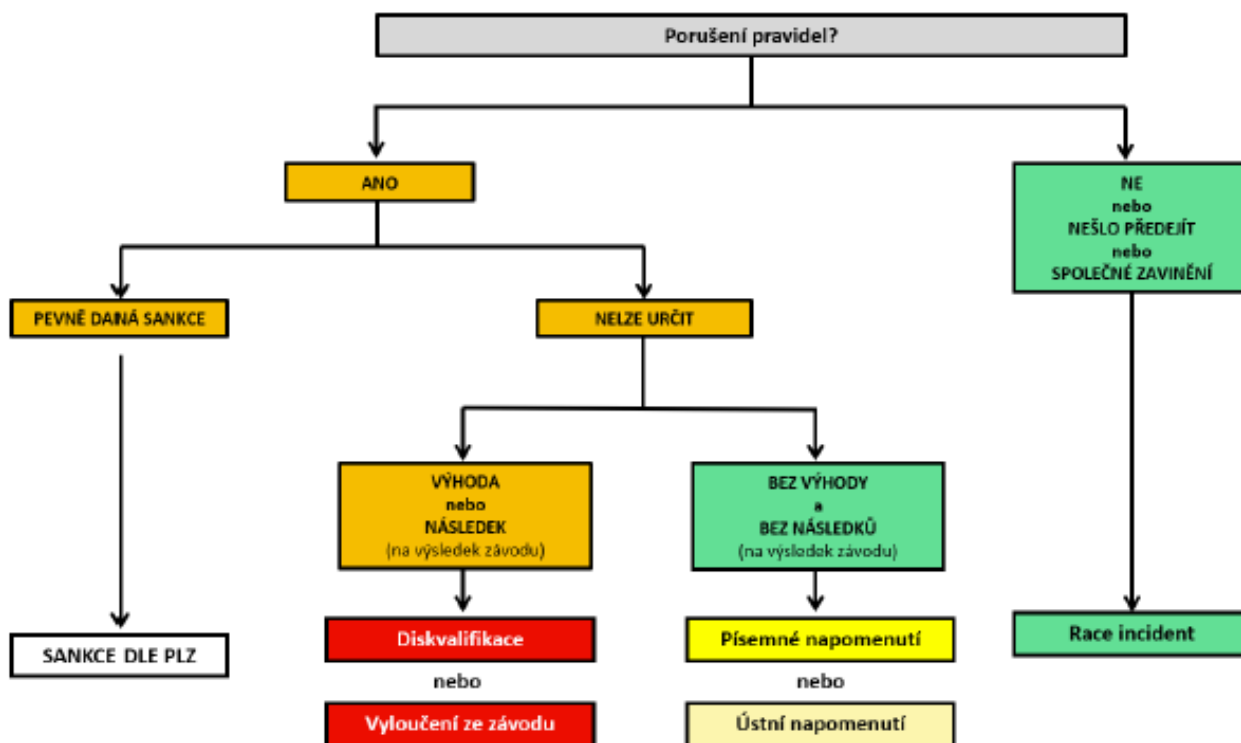 Porušení pravidel?
ANO
NE
nebo
NEŠLO PŘEDEJÍT
nebo
SPOLEČNÉ ZAVINĚNÍ
PEVNĚ DANÁ SANKCE
NELZE URČIT
VÝHODA
nebo
NÁSLEDEK
(na výsledek závodu)
BEZ VÝHODY
a
BEZ NÁSLEDKŮ
(na výsledek závodu)
SANKCE DLE PLZ
Diskvalifikace
nebo
Vyloučení ze závodu
Písemné napomenutí
nebo
Ústní napomenutí
Race incident